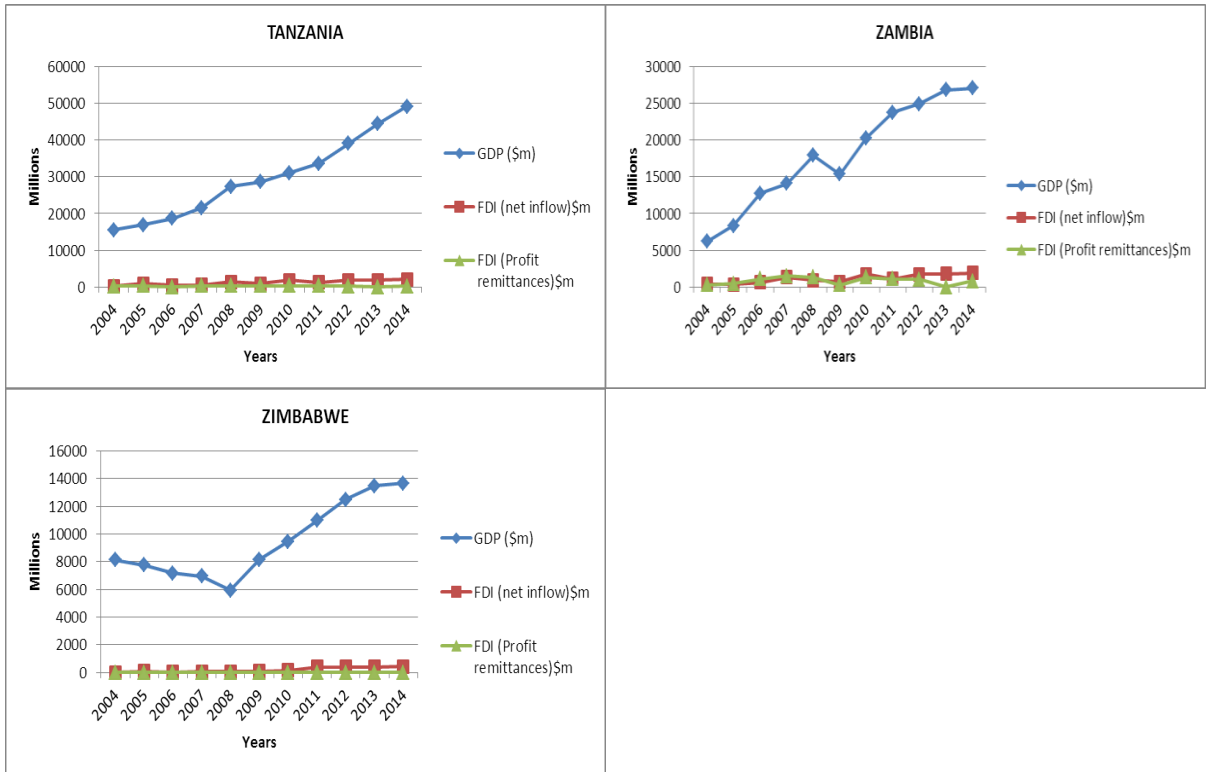 TANZANIA
60000
50000
40000
30000
20000
10000
0
Millions
2004
2005
2006
2007
2008
2009
2010
2011
2012
2013
2014
Years
GDP ($m)
FDI (net inflow)$m
FDI (Profit
remittances)$m
ZAMBIA
30000
25000
20000
15000
10000
5000
0
Millions
2004
2005
2006
2007
2008
2009
2010
2011
2012
2013
2014
Years
GDP ($m)
FDI (net inflow)$m
FDI (Profit remittances)$m
ZIMBABWE
16000
14000
12000
10000
8000
6000
4000
2000
0
Millions
2004
2005
2006
2007
2008
2009
2010
2011
2012
2013
2014
Years
GDP ($m)
FDI (net inflow)$m
FDI (Profit
remittances)$m